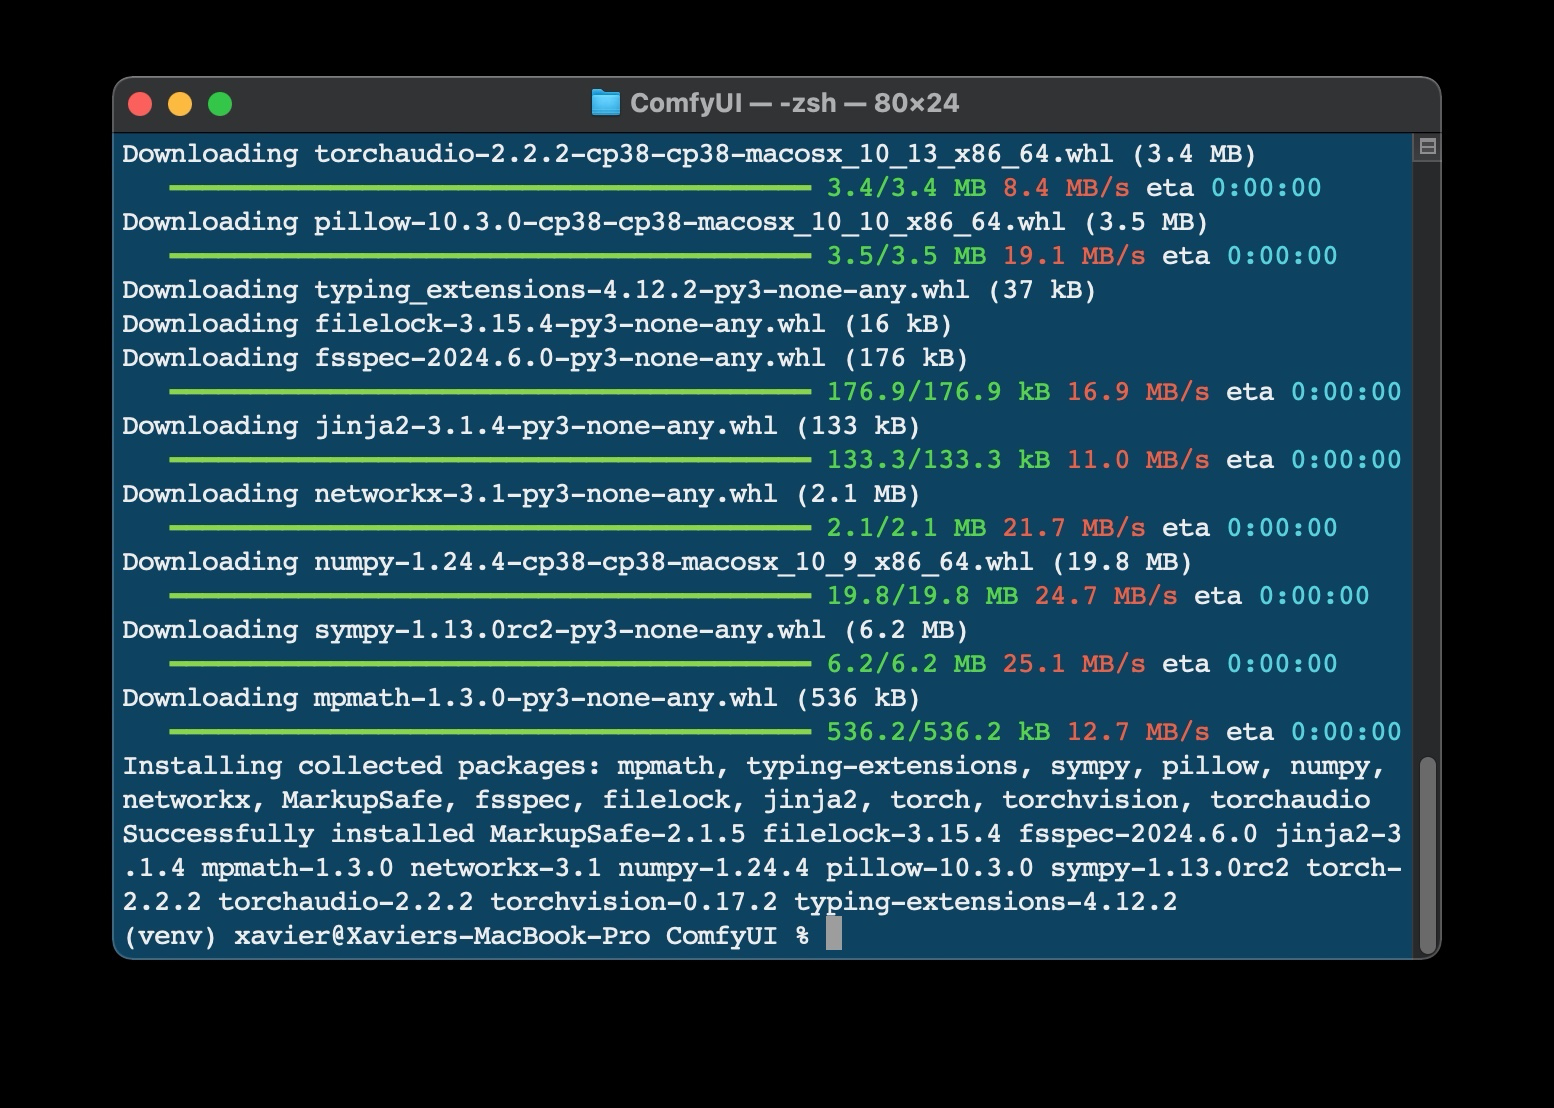 ComfyUI — -zsh — 80×24
Downloading torchaudio-2.2.2-cp38-cp38-macosx_10_13_x86_64.whl (3.4 MB)
3.4/3.4 MB 8.4 MB/s eta 0:00:00
Downloading pillow-10.3.0-cp38-cp38-macosx_10_10_x86_64.whl (3.5 MB)
3.5/3.5 MB 19.1 MB/s eta 0:00:00
Downloading typing_extensions-4.12.2-py3-none-any.whl (37 kB)
Downloading filelock-3.15.4-py3-none-any.whl (16 kB)
Downloading fsspec-2024.6.0-py3-none-any.whl (176 kB)
176.9/176.9 kB 16.9 MB/s eta 0:00:00
Downloading jinja2-3.1.4-py3-none-any.whl (133 kB)
133.3/133.3 kB 11.0 MB/s eta 0:00:00
Downloading networkx-3.1-py3-none-any.whl (2.1 MB)
2.1/2.1 MB 21.7 MB/s eta 0:00:00
Downloading numpy-1.24.4-cp38-cp38-macosx_10_9_x86_64.whl (19.8 MB)
19.8/19.8 MB 24.7 MB/s eta 0:00:00
Downloading sympy-1.13.0rc2-py3-none-any.whl (6.2 MB)
6.2/6.2 MB 25.1 MB/s eta 0:00:00
Downloading mpmath-1.3.0-py3-none-any.whl (536 kB)
536.2/536.2 kB 12.7 MB/s eta 0:00:00
Installing collected packages: mpmath, typing-extensions, sympy, pillow, numpy,
networkx, MarkupSafe, fsspec, filelock, jinja2, torch, torchvision, torchaudio
Successfully installed MarkupSafe-2.1.5 filelock-3.15.4 fsspec-2024.6.0 jinja2-3
.1.4 mpmath-1.3.0 networkx-3.1 numpy-1.24.4 pillow-10.3.0 sympy-1.13.0rc2 torch-
2.2.2 torchaudio-2.2.2 torchvision-0.17.2 typing-extensions-4.12.2
(venv) xavier@Xaviers-MacBook-Pro ComfyUI %